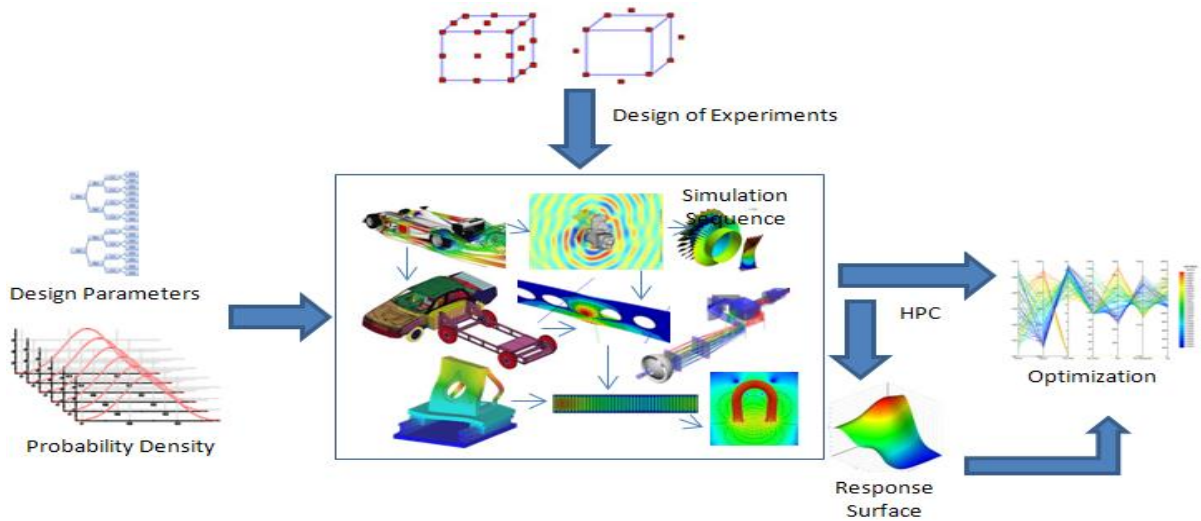 Design of Experiments
Simulation
Sequence
Design Parameters
HPC
Optimization
Probability Density
Response
Surface